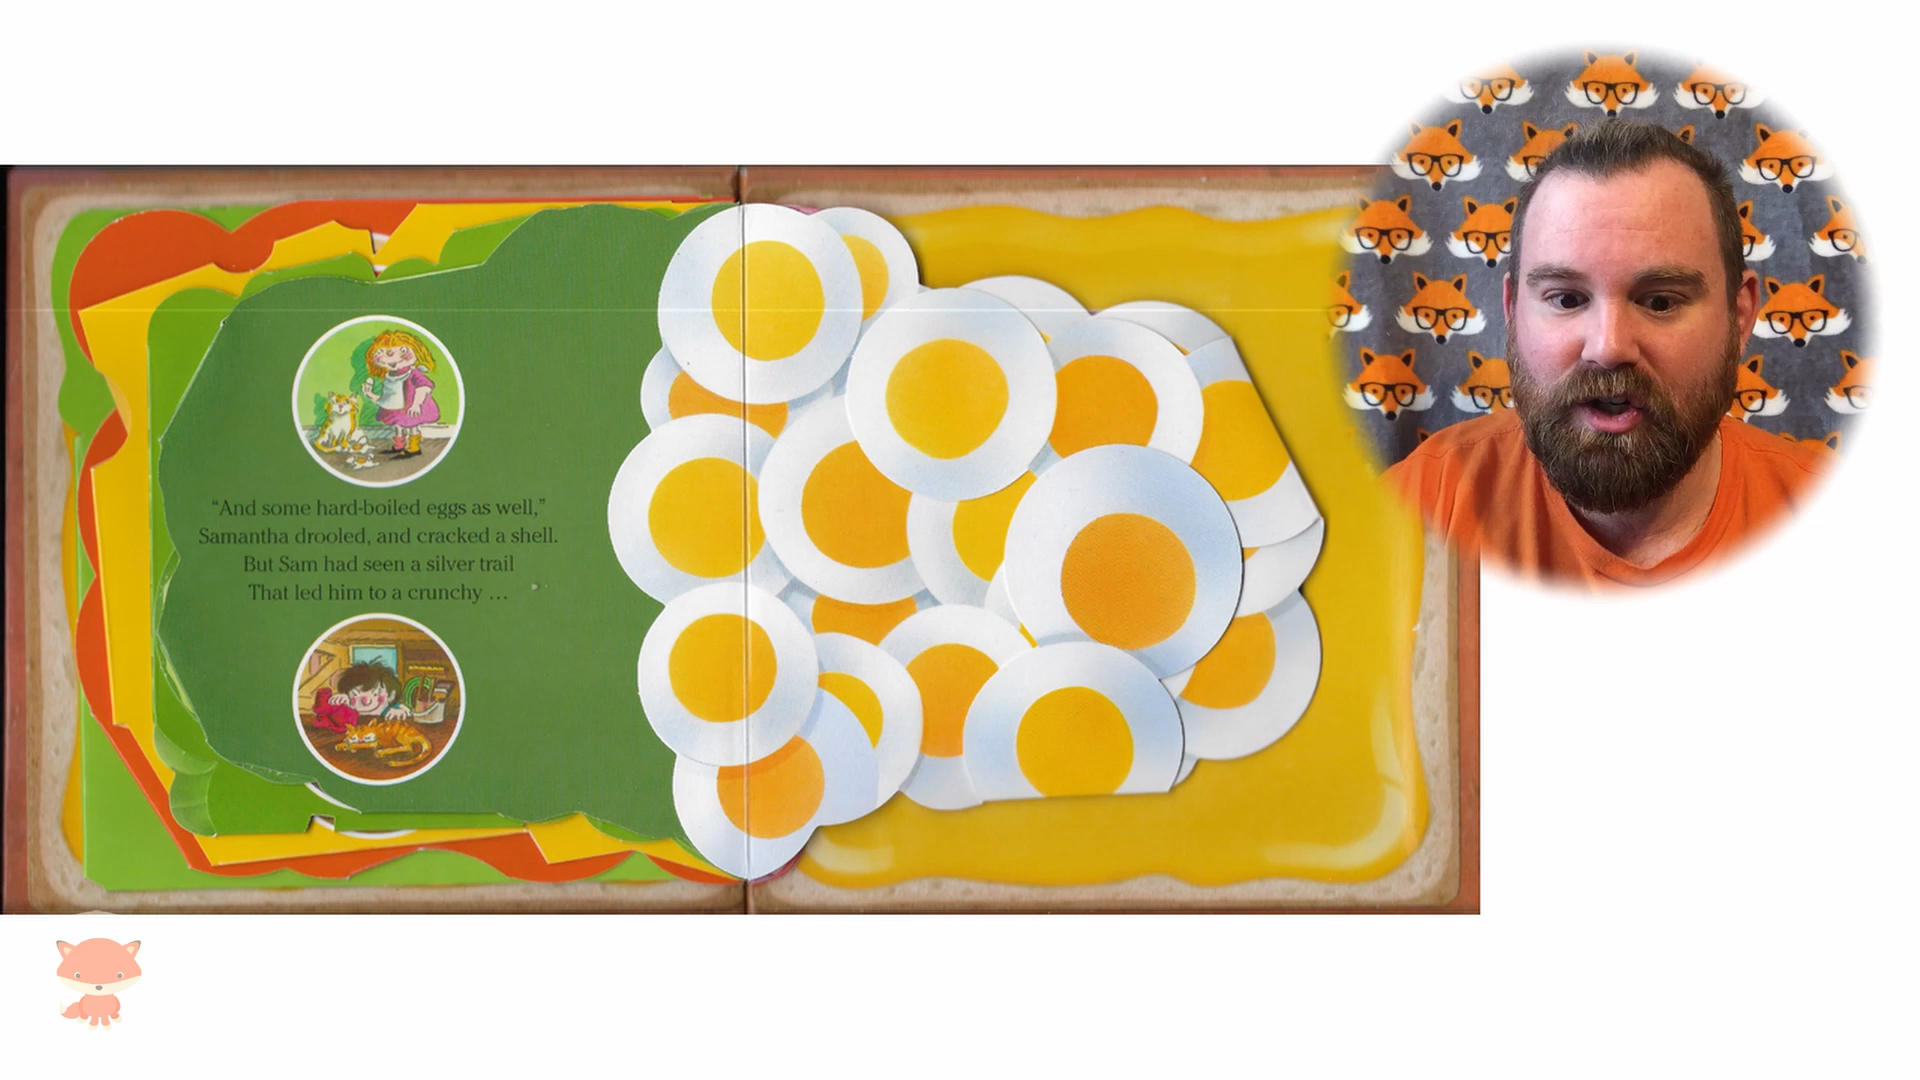 “And some hard-boiled eggs as well,”
Samantha drooled, and cracked a shell.
But Sam had seen a silver trail
That led him to a crunchy …